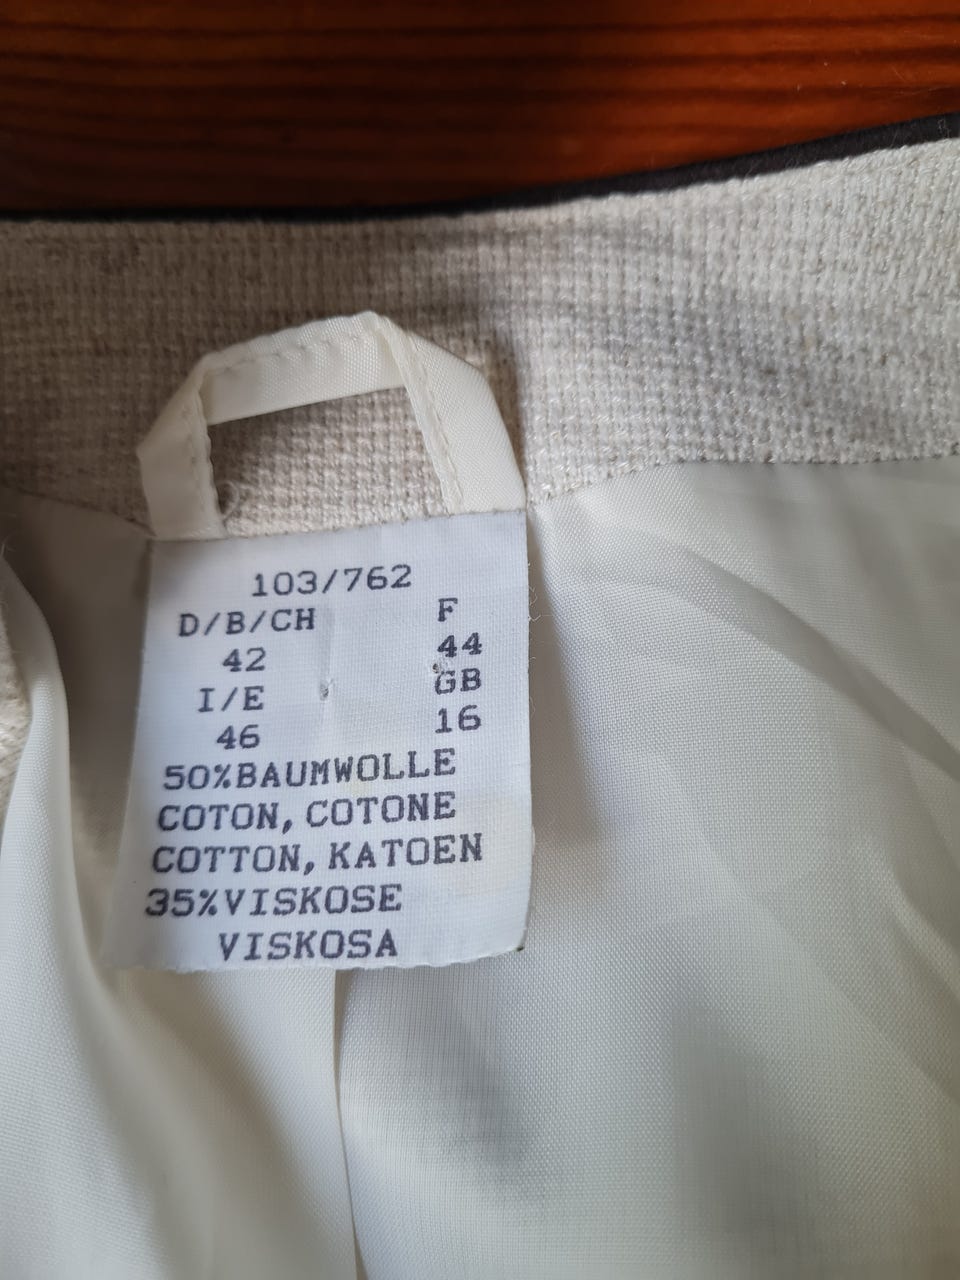 103/762
D/B/CH F
42 44
I/E GB
46 16
50%BAUMWOLLE
COTON, COTONE
COTTON, KATOEN
35%VISKOSE
VISKOSA